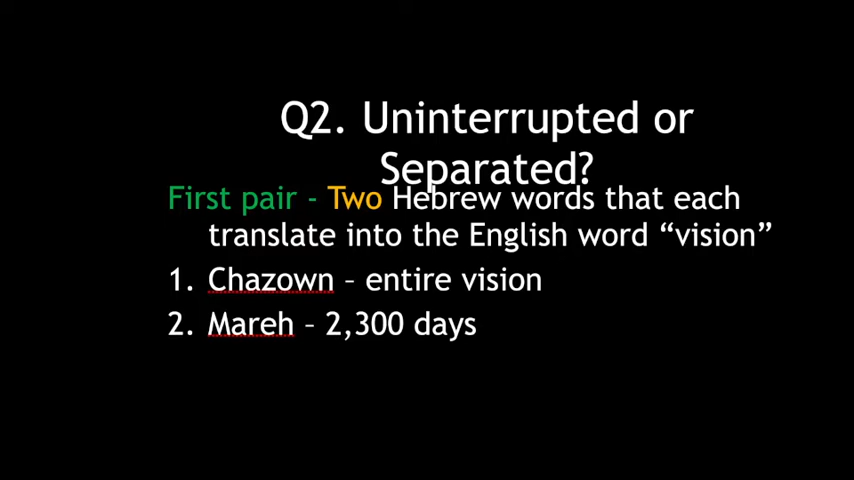 Q2. Uninterrupted or
Separated?
First pair - Two Hebrew words that each
translate into the English word “vision”
1. Chazown – entire vision
2. Mareh – 2,300 days